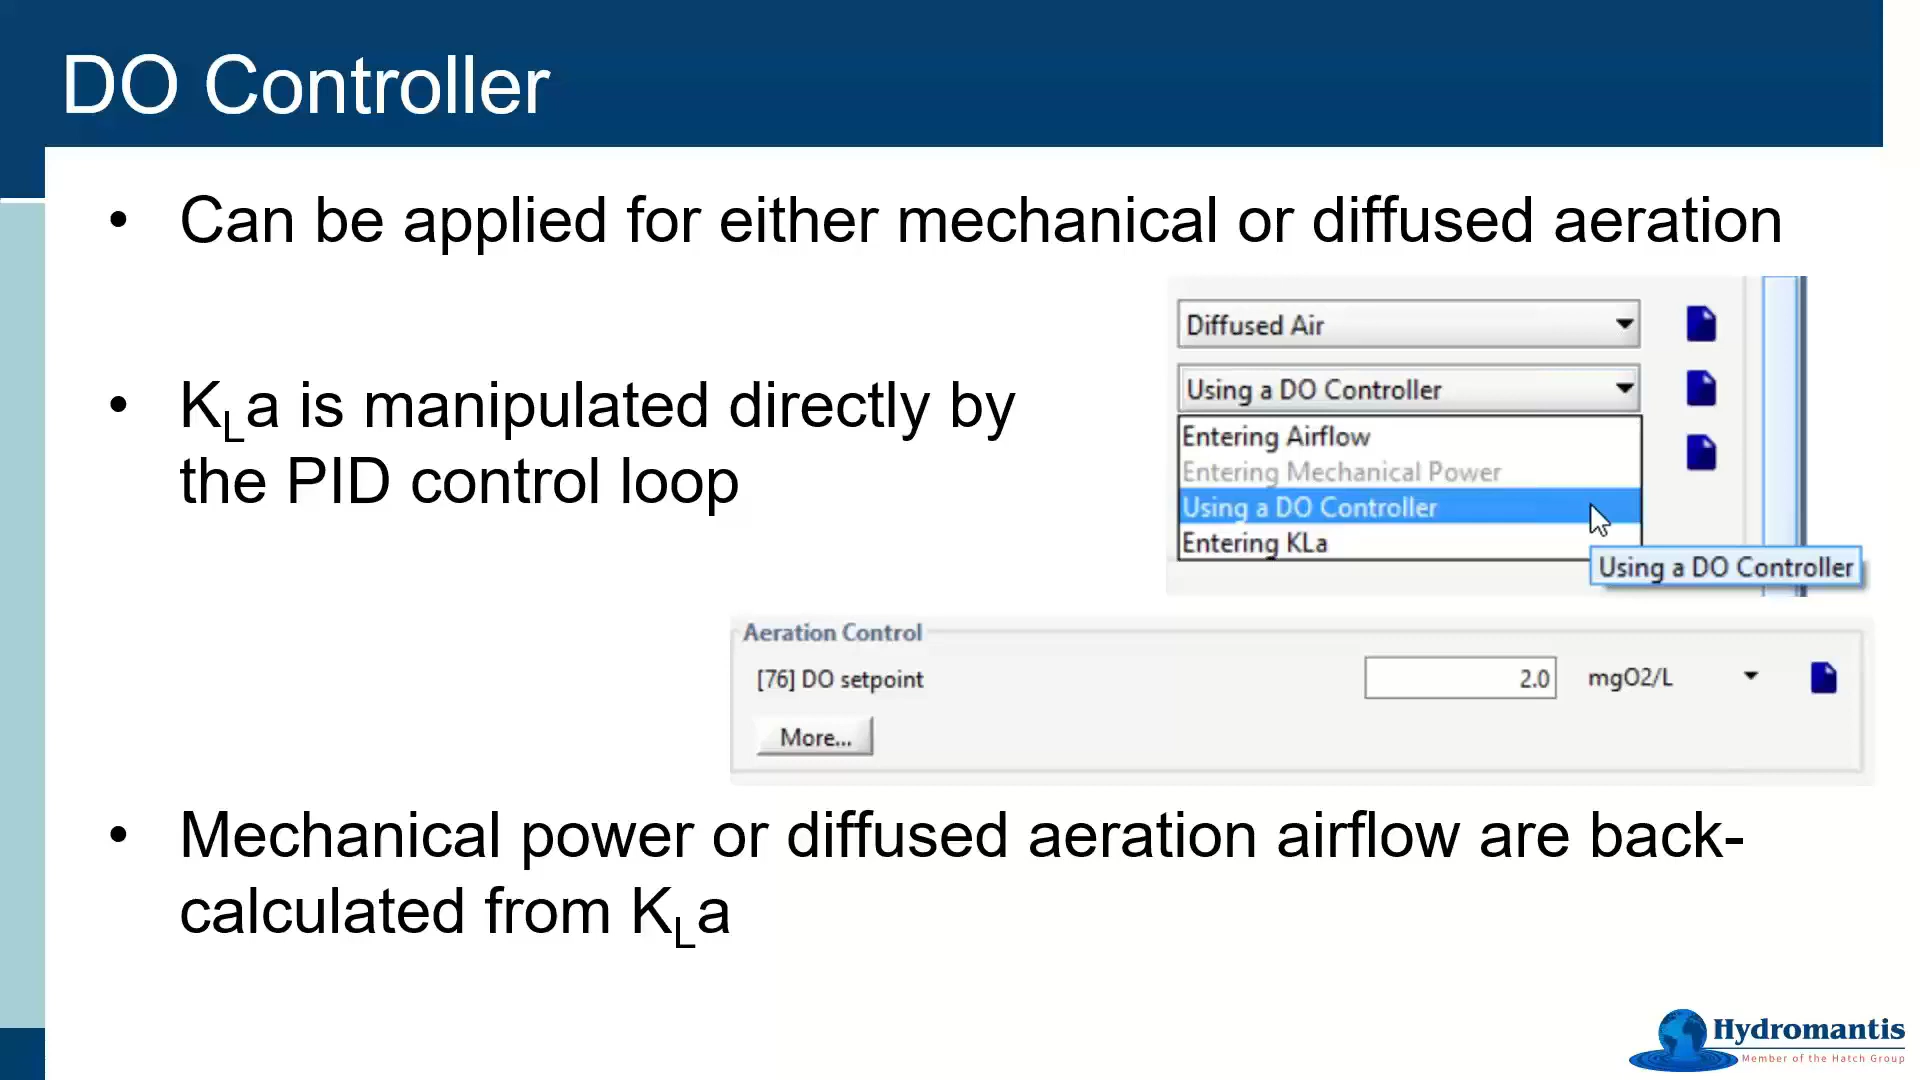 DO Controller
• Can be applied for either mechanical or diffused aeration
Diffused Air
Using a DO Controller
• KLa is manipulated directly by
the PID control loop
Entering Airflow
Entering Mechanical Power
Using a DO Controller
Entering KLa
Using a DO Controller
Aeration Control
[76] DO setpoint 2.0 mgO2/L
More...
• Mechanical power or diffused aeration airflow are back-
calculated from KLa
Hydromantis
Member of the Hatch Group